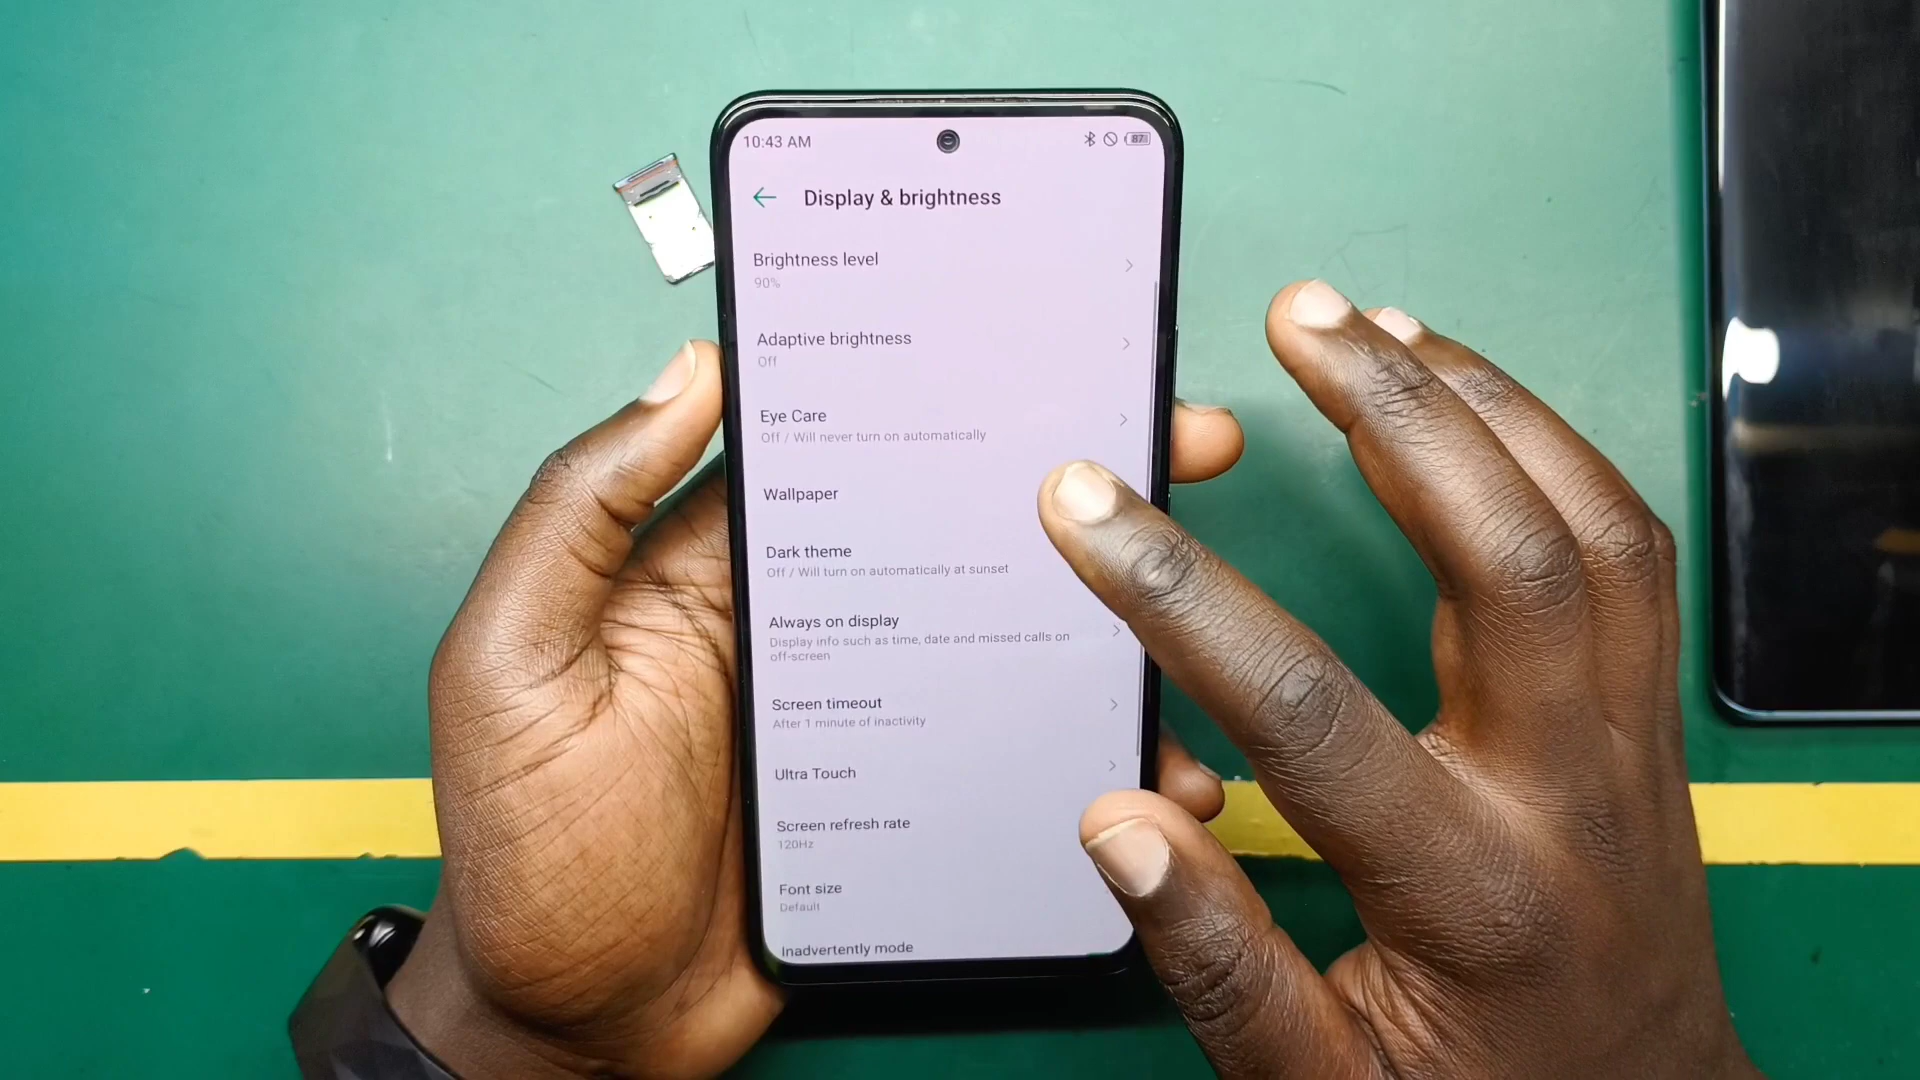 10:43 AM
87
Display & brightness
Brightness level
90%
Adaptive brightness
Off
Eye Care
Off / Will never turn on automatically
Wallpaper
Dark theme
Off / Will turn on automatically at sunset
Always on display
Display info such as time, date and missed calls on
off-screen
Screen timeout
After 1 minute of inactivity
Ultra Touch
Screen refresh rate
120Hz
Font size
Default
Inadvertently mode